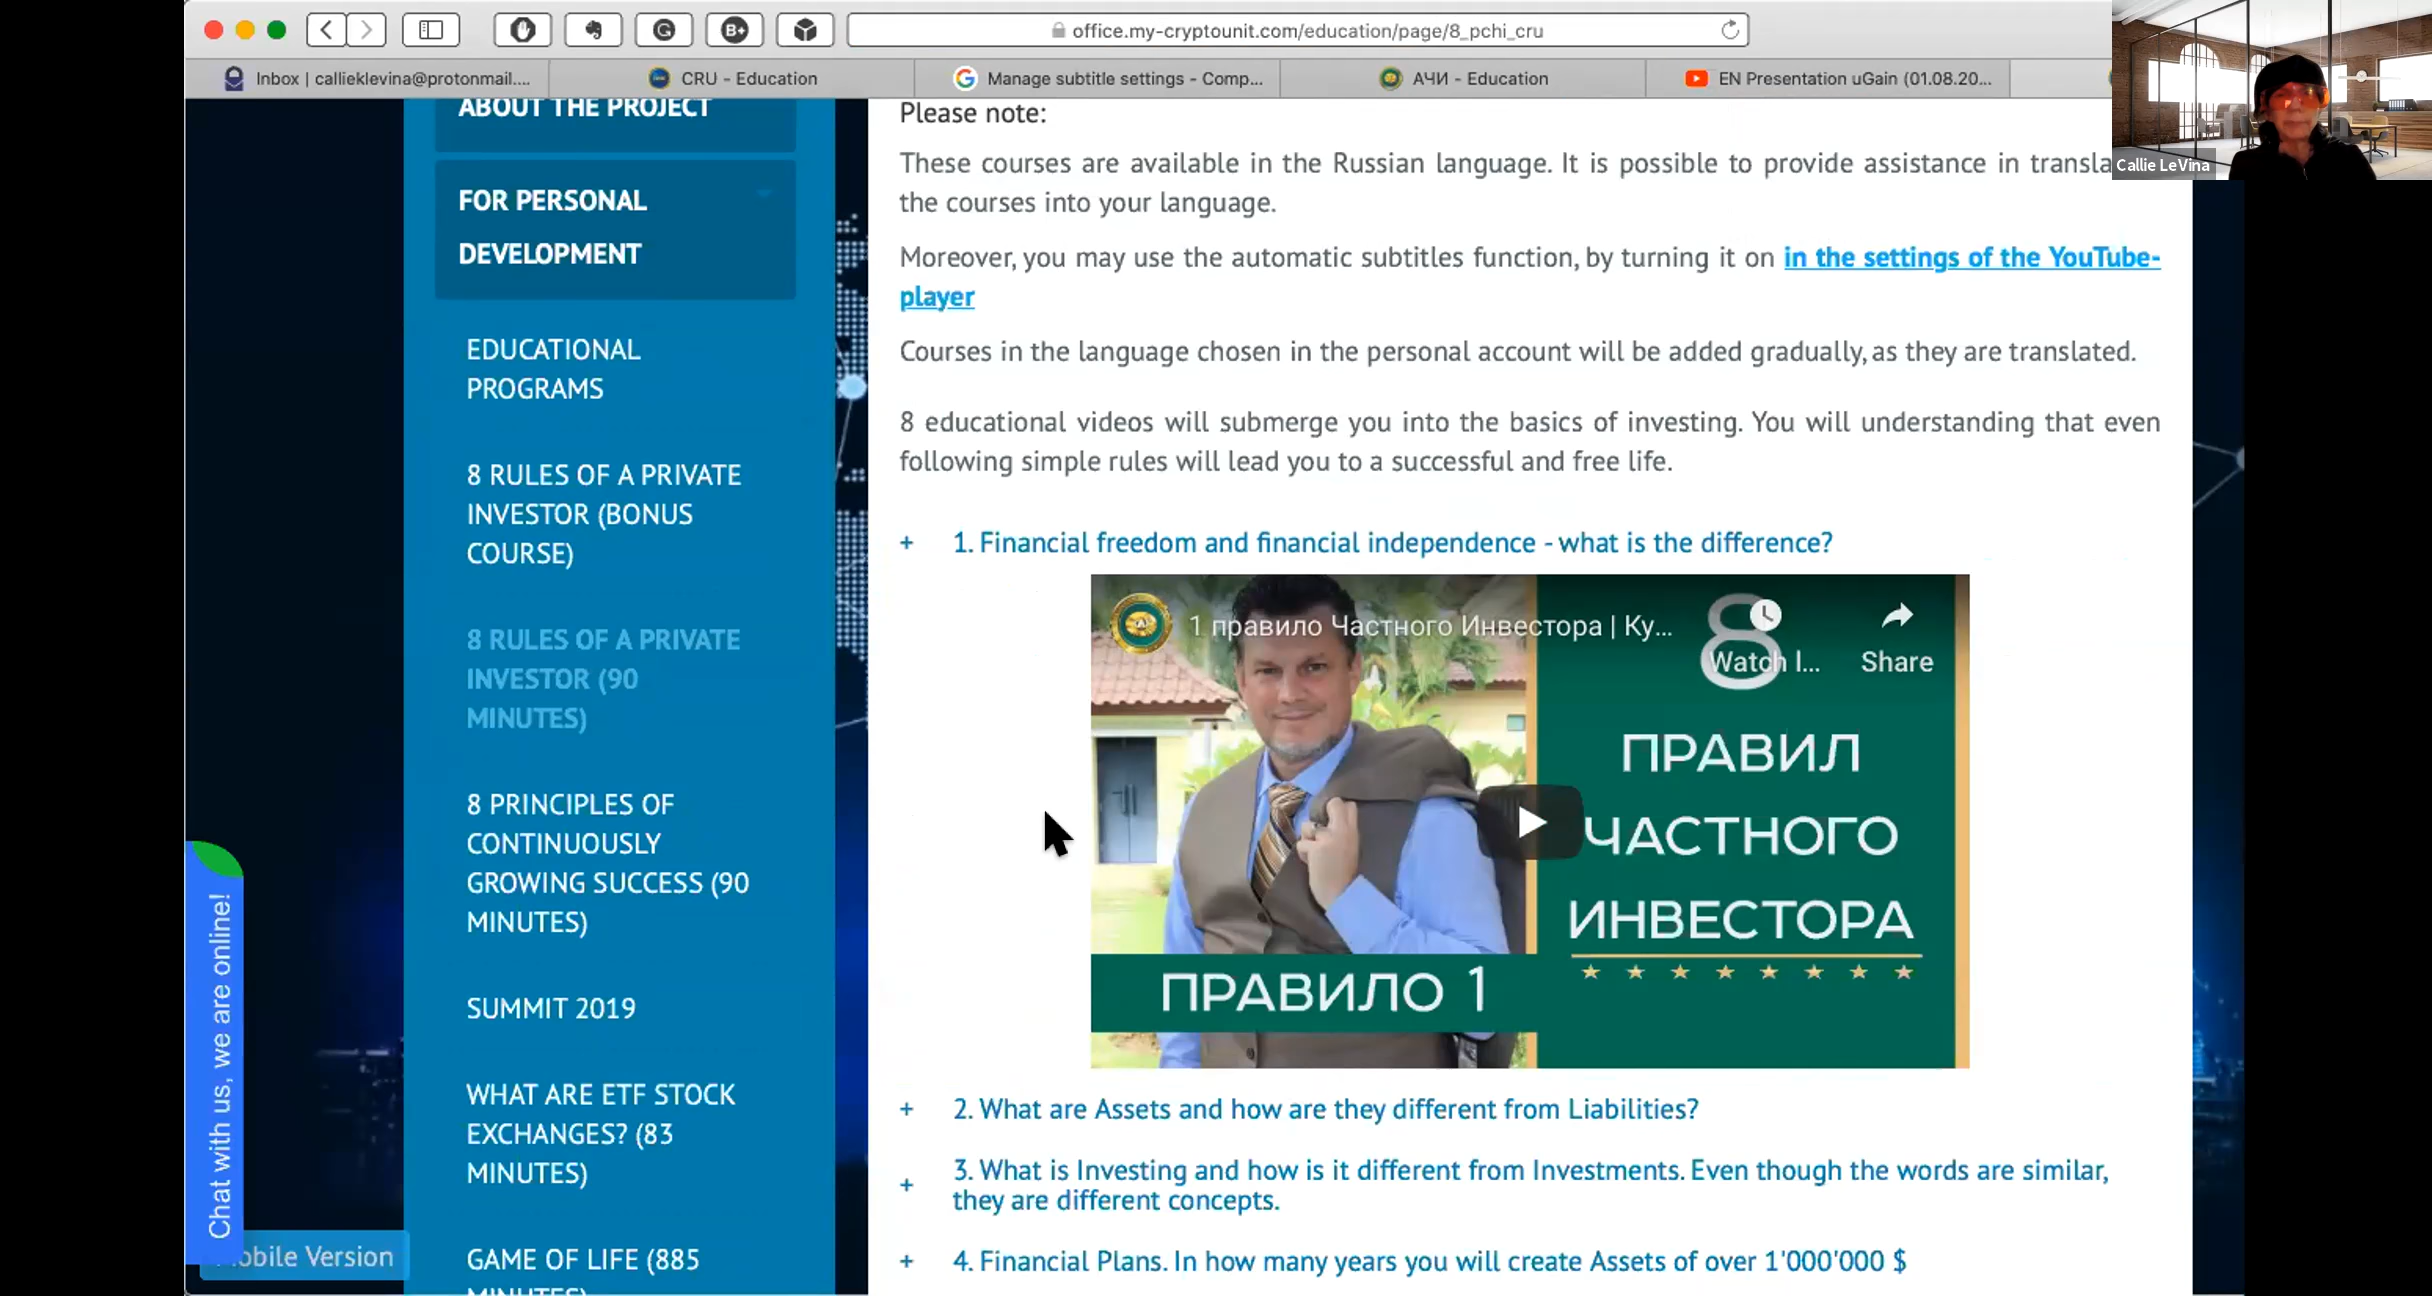 office.my-cryptounit.com/education/page/8_pchi_cru
Inbox | callieklevina@protonmail....
CRU - Education
Manage subtitle settings - Comp...
АЧИ - Education
EN Presentation uGain (01.08.20...
Callie LeVina
ABOUT THE PROJECT
FOR PERSONAL
DEVELOPMENT
EDUCATIONAL
PROGRAMS
8 RULES OF A PRIVATE
INVESTOR (BONUS
COURSE)
8 RULES OF A PRIVATE
INVESTOR (90
MINUTES)
8 PRINCIPLES OF
CONTINUOUSLY
GROWING SUCCESS (90
MINUTES)
SUMMIT 2019
WHAT ARE ETF STOCK
EXCHANGES? (83
MINUTES)
GAME OF LIFE (885
MINUTES)
Chat with us, we are online!
obile Version
Please note:
These courses are available in the Russian language. It is possible to provide assistance in transla
the courses into your language.
Moreover, you may use the automatic subtitles function, by turning it on in the settings of the YouTube-
player
Courses in the language chosen in the personal account will be added gradually, as they are translated.
8 educational videos will submerge you into the basics of investing. You will understanding that even
following simple rules will lead you to a successful and free life.
+ 1. Financial freedom and financial independence - what is the difference?
1 правило Частного Инвестора | Ку...
Watch l...
Share
8
ПРАВИЛ
ЧАСТНОГО
ИНВЕСТОРА
ПРАВИЛО 1
+ 2. What are Assets and how are they different from Liabilities?
+ 3. What is Investing and how is it different from Investments. Even though the words are similar,
they are different concepts.
+ 4. Financial Plans. In how many years you will create Assets of over 1'000'000 $